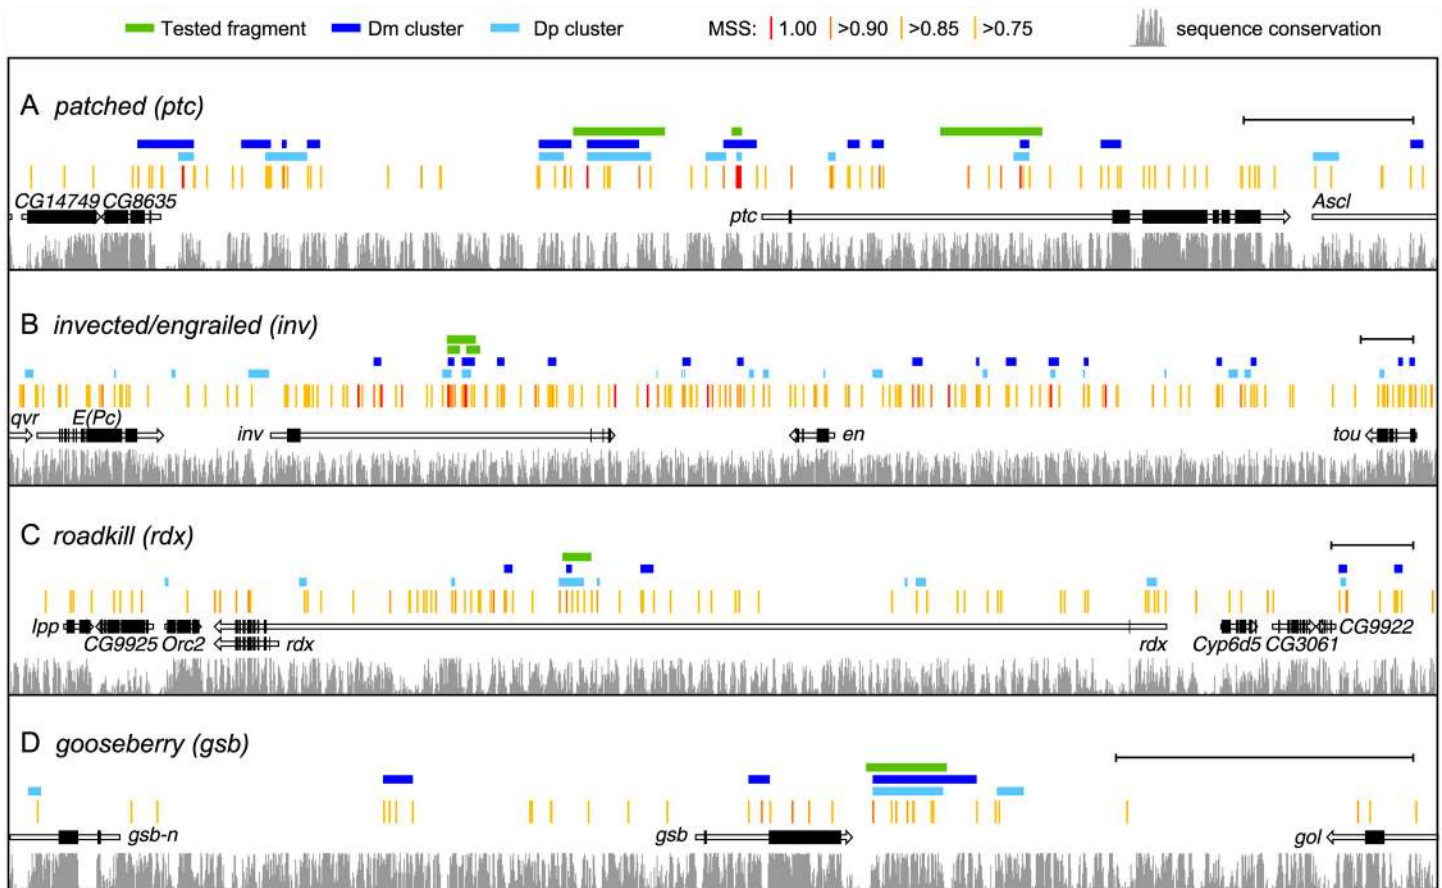 Tested fragment Dm cluster Dp cluster MSS: 1.00 >0.90 >0.85 >0.75 sequence conservation
A patched (ptc)
CG14749 CG8635 Ascl
ptc
B invected/engrailed (inv)
qvr E(Pc)
inv en tou
C roadkill (rdx)
lpp CG9922
CG9925 Orc2 rdx rdx Cyp6d5 CG3061
D gooseberry (gsb)
gsb-n gsb gol